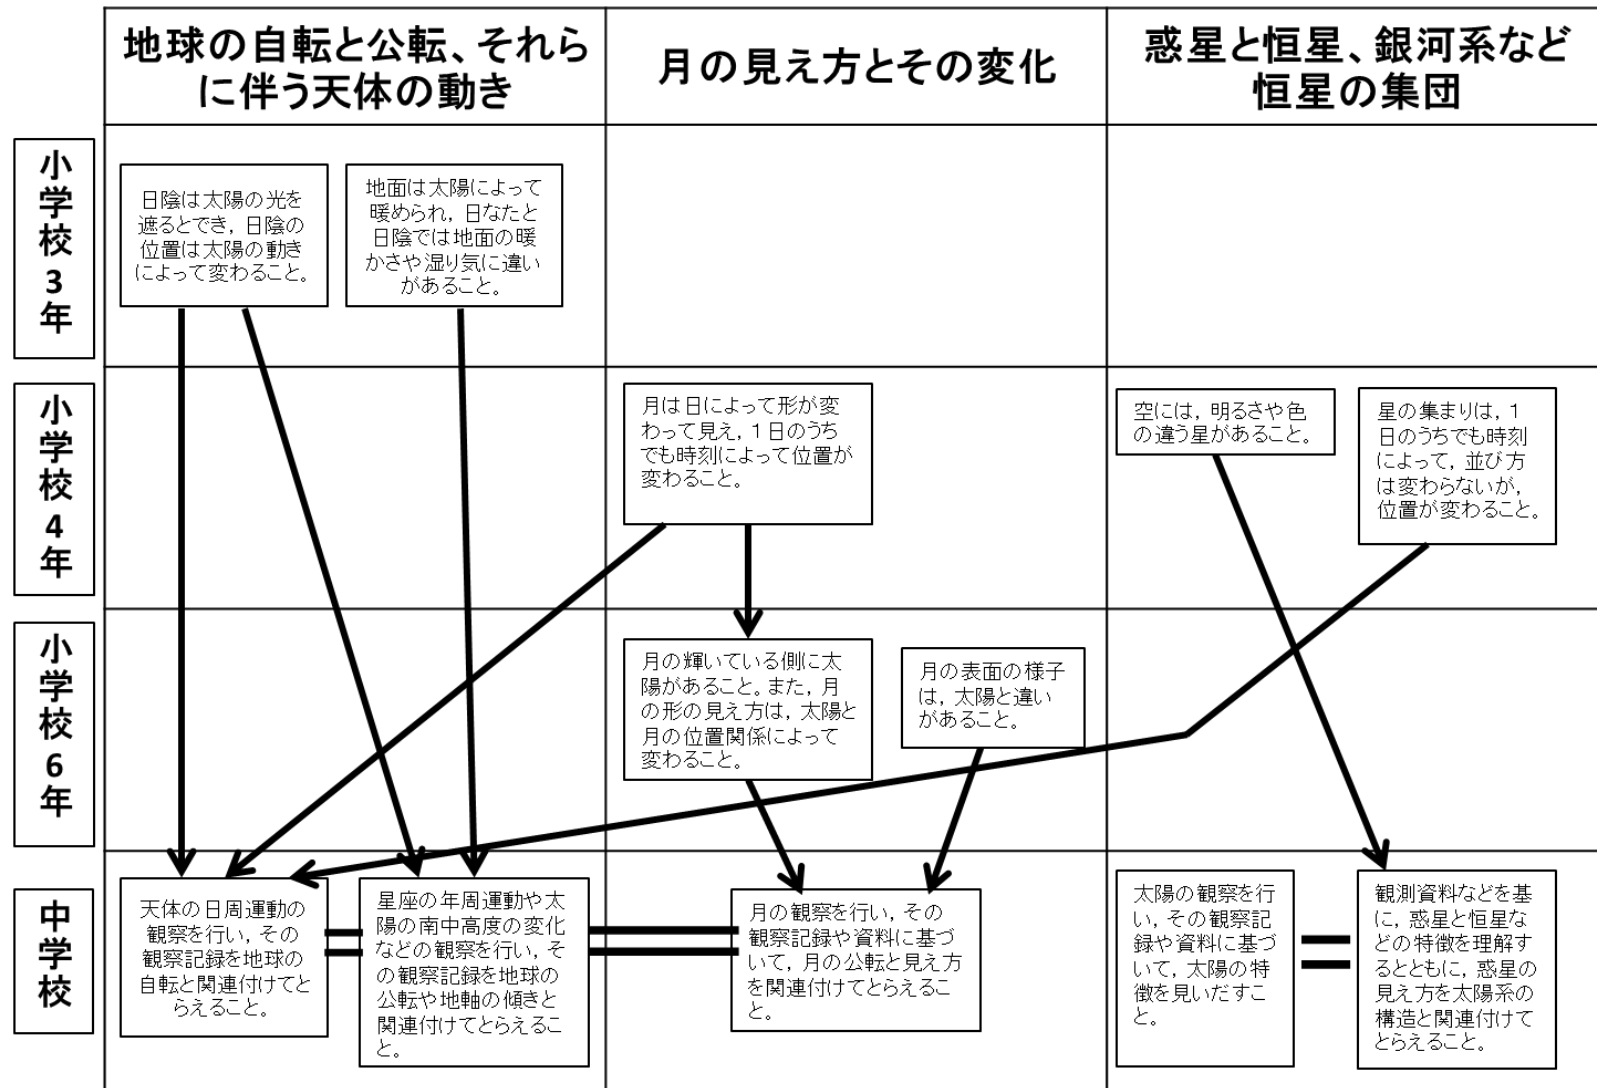 地球の自転と公転、それら
に伴う天体の動き
月の見え方とその変化
惑星と恒星、銀河系など
恒星の集団
小学校3年
日陰は太陽の光を
遮るとでき，日陰の
位置は太陽の動き
によって変わること。
地面は太陽によって
暖められ，日なたと
日陰では地面の暖
かさや湿り気に違い
があること。
小学校4年
月は日によって形が変
わって見え，１日のうち
でも時刻によって位置が
変わること。
空には，明るさや色
の違う星があること。
星の集まりは，１
日のうちでも時刻
によって，並び方
は変わらないが，
位置が変わること。
小学校6年
月の輝いている側に太
陽があること。また，月
の形の見え方は，太陽と
月の位置関係によって
変わること。
月の表面の様子
は，太陽と違い
があること。
中学校
天体の日周運動の
観察を行い，その
観察記録を地球の
自転と関連付けてと
らえること。
星座の年周運動や太
陽の南中高度の変化
などの観察を行い，そ
の観察記録を地球の
公転や地軸の傾きと
関連付けてとらえるこ
と。
月の観察を行い，その
観察記録や資料に基づ
いて，月の公転と見え方
を関連付けてとらえるこ
と。
太陽の観察を行
い，その観察記
録や資料に基づ
いて，太陽の特
徴を見いだすこ
と。
観測資料などを基
に，惑星と恒星な
どの特徴を理解す
るとともに，惑星の
見え方を太陽系の
構造と関連付けて
とらえること。